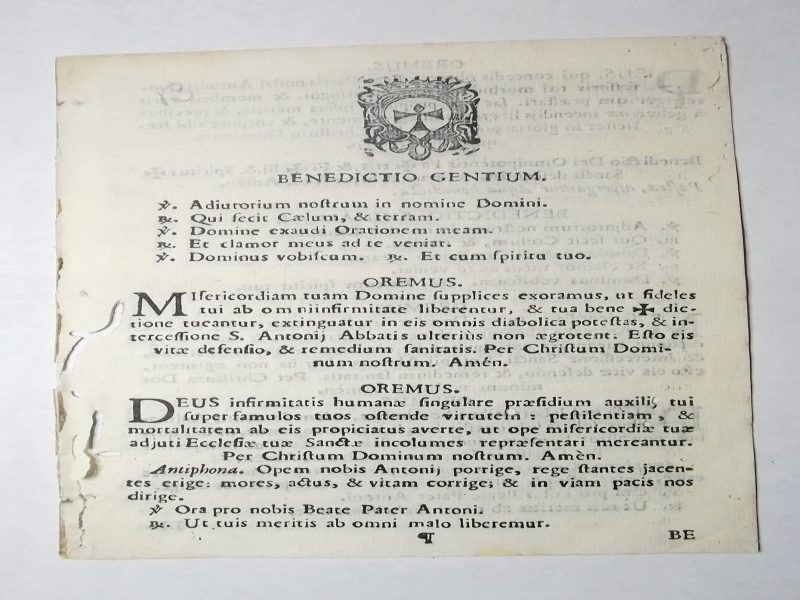 BENEDICTIO GENTIUM.
℣. Adiutorium noſtrum in nomine Domini.
℟. Qui fecit Cælum, & terram.
℣. Domine exaudi Orationem meam.
℟. Et clamor meus ad te veniat.
℣. Dominus vobiſcum. ℟. Et cum ſpiritu tuo.
OREMUS.
MIſericordiam tuam Domine ſupplices exoramus, ut fideles
tui ab omniinfirmitate liberentur, & tua bene ✠ dic-
tione tueantur, extinguatur in eis omnis diabolica poteſtas, & in-
terceſſione S. Antonij Abbatis ulteriùs non ægrotent. Eſto eis
vitæ defenſio, & remedium ſanitatis. Per Chriſtum Domi-
num noſtrum. Amén.
OREMUS.
DEUS infirmitatis humanæ ſingulare præſidium auxilij tui
ſuper famulos tuos oſtende virtutem: peſtilentiam, &
mortalitatem ab eis propiciatus averte, ut ope miſericordiæ tuæ
adjuti Eccleſiæ tuæ Sanctæ incolumes repræſentari mereantur.
Per Chriſtum Dominum noſtrum. Amèn.
Antiphona. Opem nobis Antonij porrige, rege ſtantes jacen-
tes erige: mores, actus, & vitam corrige; & in viam pacis nos
dirige.
℣ Ora pro nobis Beate Pater Antoni.
℟. Ut tuis meritis ab omni malo liberemur.
¶ BE